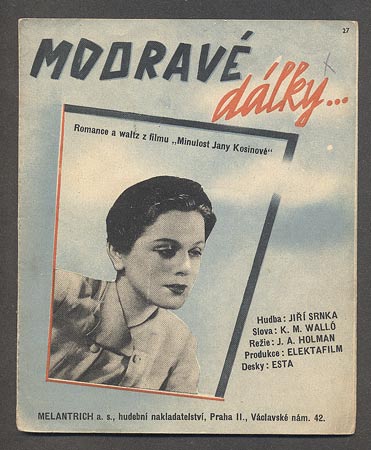 27
MODRAVÉ
dálky...
Romance a waltz z filmu „Minulost Jany Kosinové“
Hudba: JIŘÍ SRNKA
Slova: K. M. WALLÓ
Režie: J. A. HOLMAN
Produkce: ELEKTAFILM
Desky: ESTA
MELANTRICH a. s., hudební nakladatelství, Praha II., Václavské nám. 42.